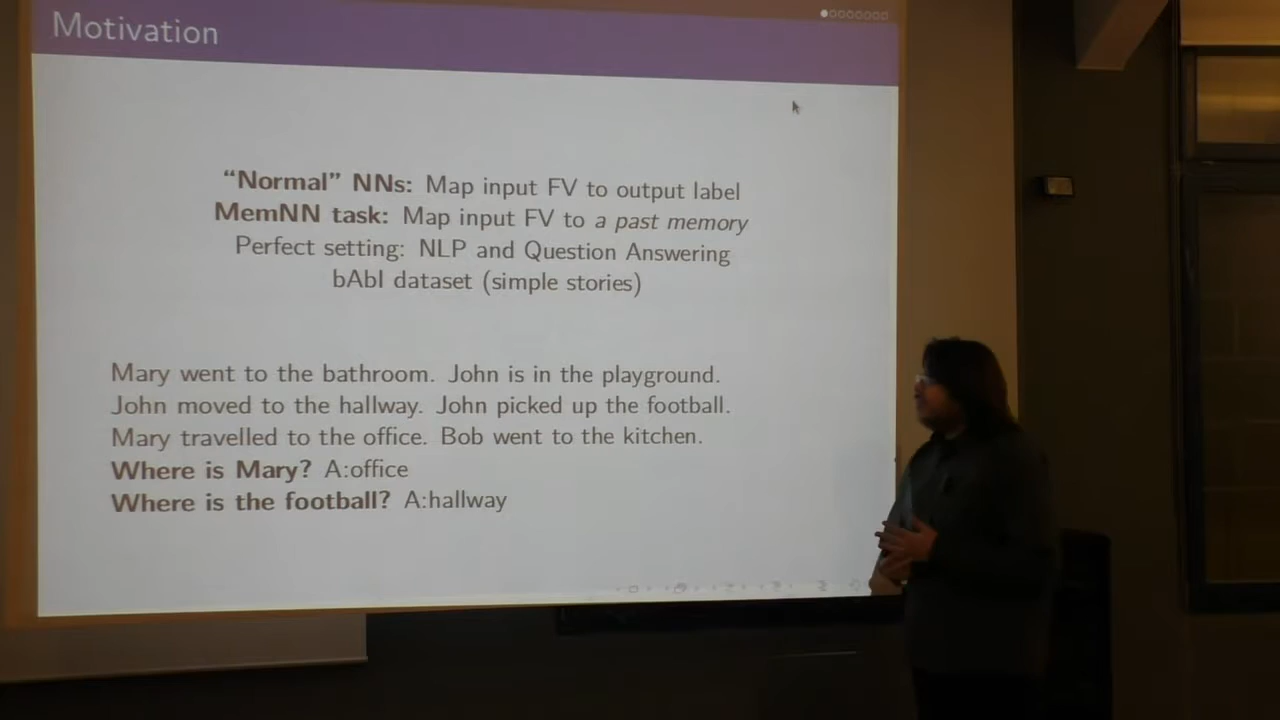 Motivation
“Normal” NNs: Map input FV to output label
MemNN task: Map input FV to a past memory
Perfect setting: NLP and Question Answering
bAbI dataset (simple stories)
Mary went to the bathroom. John is in the playground.
John moved to the hallway. John picked up the football.
Mary travelled to the office. Bob went to the kitchen.
Where is Mary? A:office
Where is the football? A:hallway